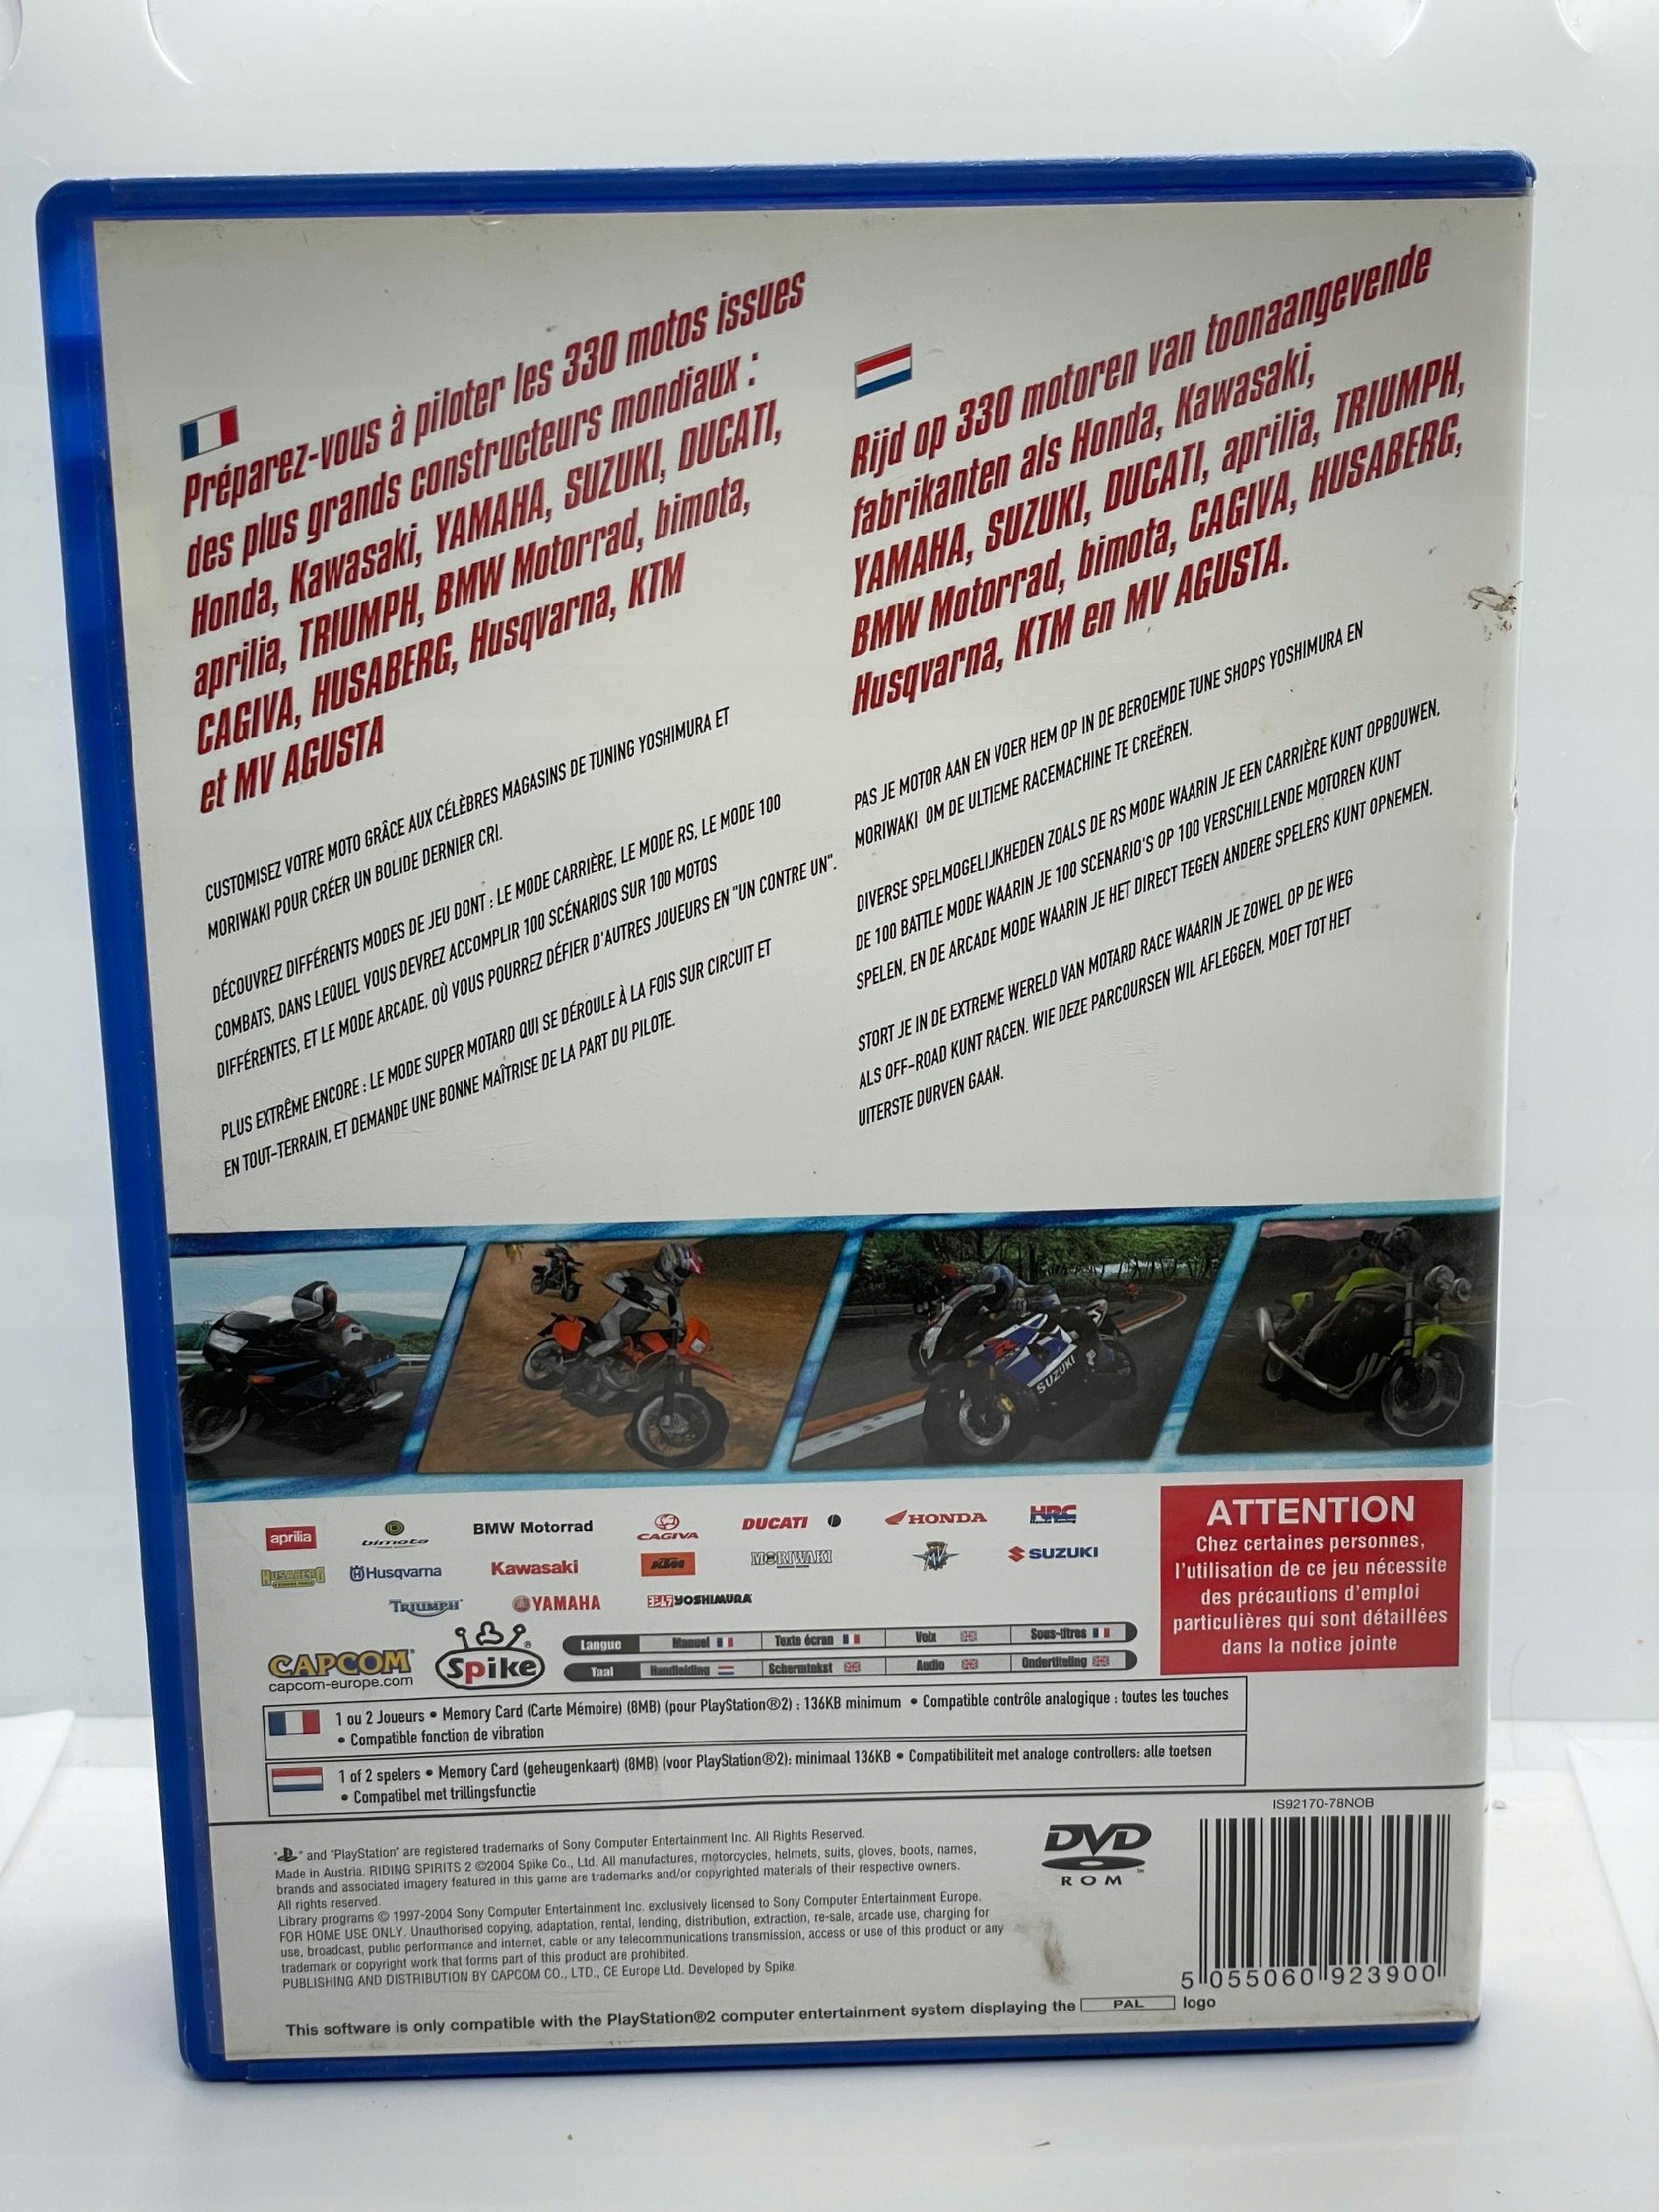 Préparez-vous à piloter les 330 motos issues
des plus grands constructeurs mondiaux :
Honda, Kawasaki, YAMAHA, SUZUKI, DUCATI,
aprilia, TRIUMPH, BMW Motorrad, bimota,
CAGIVA, HUSABERG, Husqvarna, KTM
et MV AGUSTA
CUSTOMISEZ VOTRE MOTO GRÂCE AUX CÉLÈBRES MAGASINS DE TUNING YOSHIMURA ET
MORIWAKI POUR CRÉER UN BOLIDE DERNIER CRI.
DÉCOUVREZ DIFFÉRENTS MODES DE JEU DONT : LE MODE CARRIÈRE, LE MODE RS, LE MODE 100
COMBATS, DANS LEQUEL VOUS DEVREZ ACCOMPLIR 100 SCÉNARIOS SUR 100 MOTOS
DIFFÉRENTES, ET LE MODE ARCADE, OÙ VOUS POURREZ DÉFIER D'AUTRES JOUEURS EN "UN CONTRE UN".
PLUS EXTRÊME ENCORE : LE MODE SUPER MOTARD QUI SE DÉROULE À LA FOIS SUR CIRCUIT ET
EN TOUT-TERRAIN, ET DEMANDE UNE BONNE MAÎTRISE DE LA PART DU PILOTE.
Rijd op 330 motoren van toonaangevende
fabrikanten als Honda, Kawasaki,
YAMAHA, SUZUKI, DUCATI, aprilia, TRIUMPH,
BMW Motorrad, bimota, CAGIVA, HUSABERG,
Husqvarna, KTM en MV AGUSTA.
PAS JE MOTOR AAN EN VOER HEM OP IN DE BEROEMDE TUNE SHOPS YOSHIMURA EN
MORIWAKI OM DE ULTIEME RACEMACHINE TE CREËREN.
DIVERSE SPELMOGELIJKHEDEN ZOALS DE RS MODE WAARIN JE EEN CARRIÈRE KUNT OPBOUWEN,
DE 100 BATTLE MODE WAARIN JE 100 SCENARIO'S OP 100 VERSCHILLENDE MOTOREN KUNT
SPELEN, EN DE ARCADE MODE WAARIN JE HET DIRECT TEGEN ANDERE SPELERS KUNT OPNEMEN.
STORT JE IN DE EXTREME WERELD VAN MOTARD RACE WAARIN JE ZOWEL OP DE WEG
ALS OFF-ROAD KUNT RACEN. WIE DEZE PARCOURSEN WIL AFLEGGEN, MOET TOT HET
UITERSTE DURVEN GAAN.
SUZUKI
aprilia bimota BMW Motorrad CAGIVA DUCATI HONDA HRC
HUSABERG Husqvarna Kawasaki KTM MORIWAKI MV SUZUKI
TRIUMPH YAMAHA YOSHIMURA
ATTENTION
Chez certaines personnes,
l'utilisation de ce jeu nécessite
des précautions d'emploi
particulières qui sont détaillées
dans la notice jointe
CAPCOM
capcom-europe.com
Spike
Langue Manuel Texte écran Voix Sous-titres
Taal Handleiding Schermtekst Audio Ondertiteling
1 ou 2 Joueurs • Memory Card (Carte Mémoire) (8MB) (pour PlayStation®2) : 136KB minimum • Compatible contrôle analogique : toutes les touches
• Compatible fonction de vibration
1 of 2 spelers • Memory Card (geheugenkaart) (8MB) (voor PlayStation®2): minimaal 136KB • Compatibiliteit met analoge controllers: alle toetsen
• Compatibel met trillingsfunctie
" " and 'PlayStation' are registered trademarks of Sony Computer Entertainment Inc. All Rights Reserved.
Made in Austria. RIDING SPIRITS 2 ©2004 Spike Co., Ltd. All manufactures, motorcycles, helmets, suits, gloves, boots, names,
brands and associated imagery featured in this game are trademarks and/or copyrighted materials of their respective owners.
All rights reserved.
Library programs © 1997-2004 Sony Computer Entertainment Inc. exclusively licensed to Sony Computer Entertainment Europe.
FOR HOME USE ONLY. Unauthorised copying, adaptation, rental, lending, distribution, extraction, re-sale, arcade use, charging for
use, broadcast, public performance and internet, cable or any telecommunications transmission, access or use of this product or any
trademark or copyright work that forms part of this product are prohibited.
PUBLISHING AND DISTRIBUTION BY CAPCOM CO., LTD., CE Europe Ltd. Developed by Spike.
DVD
ROM
IS92170-78NOB
5 055060 923900
This software is only compatible with the PlayStation®2 computer entertainment system displaying the PAL logo